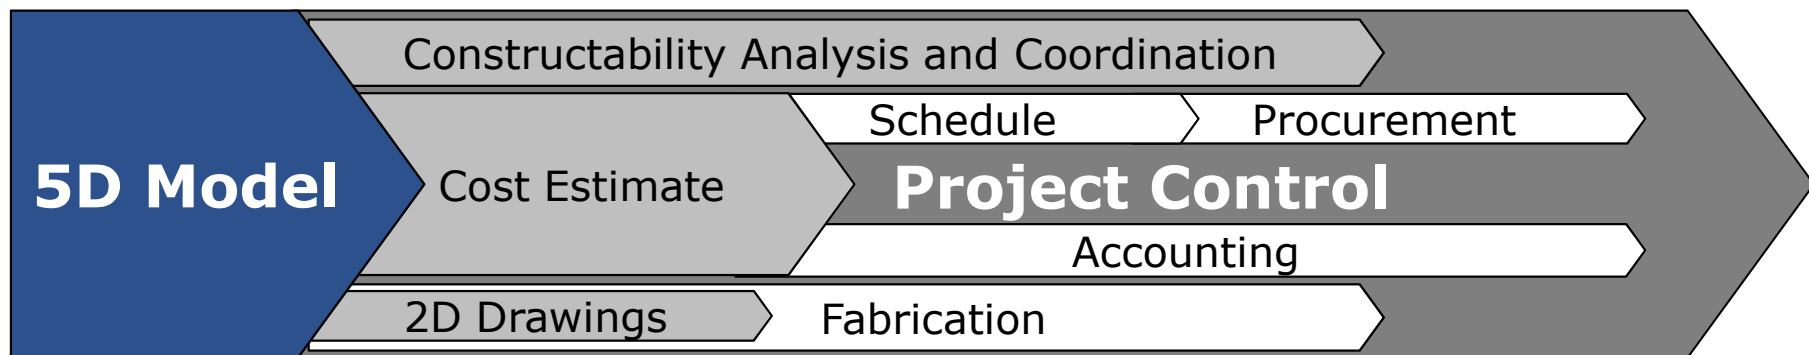 Constructability Analysis and Coordination
Schedule
Procurement
5D Model
Cost Estimate
Project Control
Accounting
2D Drawings
Fabrication